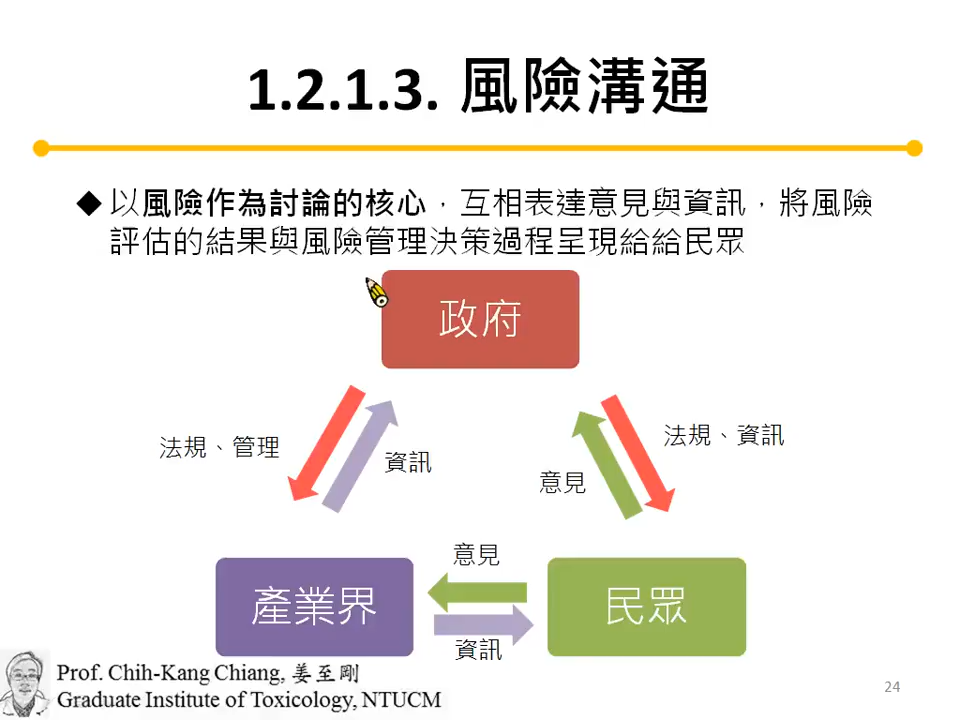 1.2.1.3. 風險溝通
以風險作為討論的核心，互相表達意見與資訊，將風險
評估的結果與風險管理決策過程呈現給給民眾
政府
法規、管理
資訊
意見
法規、資訊
產業界
意見
資訊
民眾
Prof. Chih-Kang Chiang, 姜至剛
Graduate Institute of Toxicology, NTUCM
24